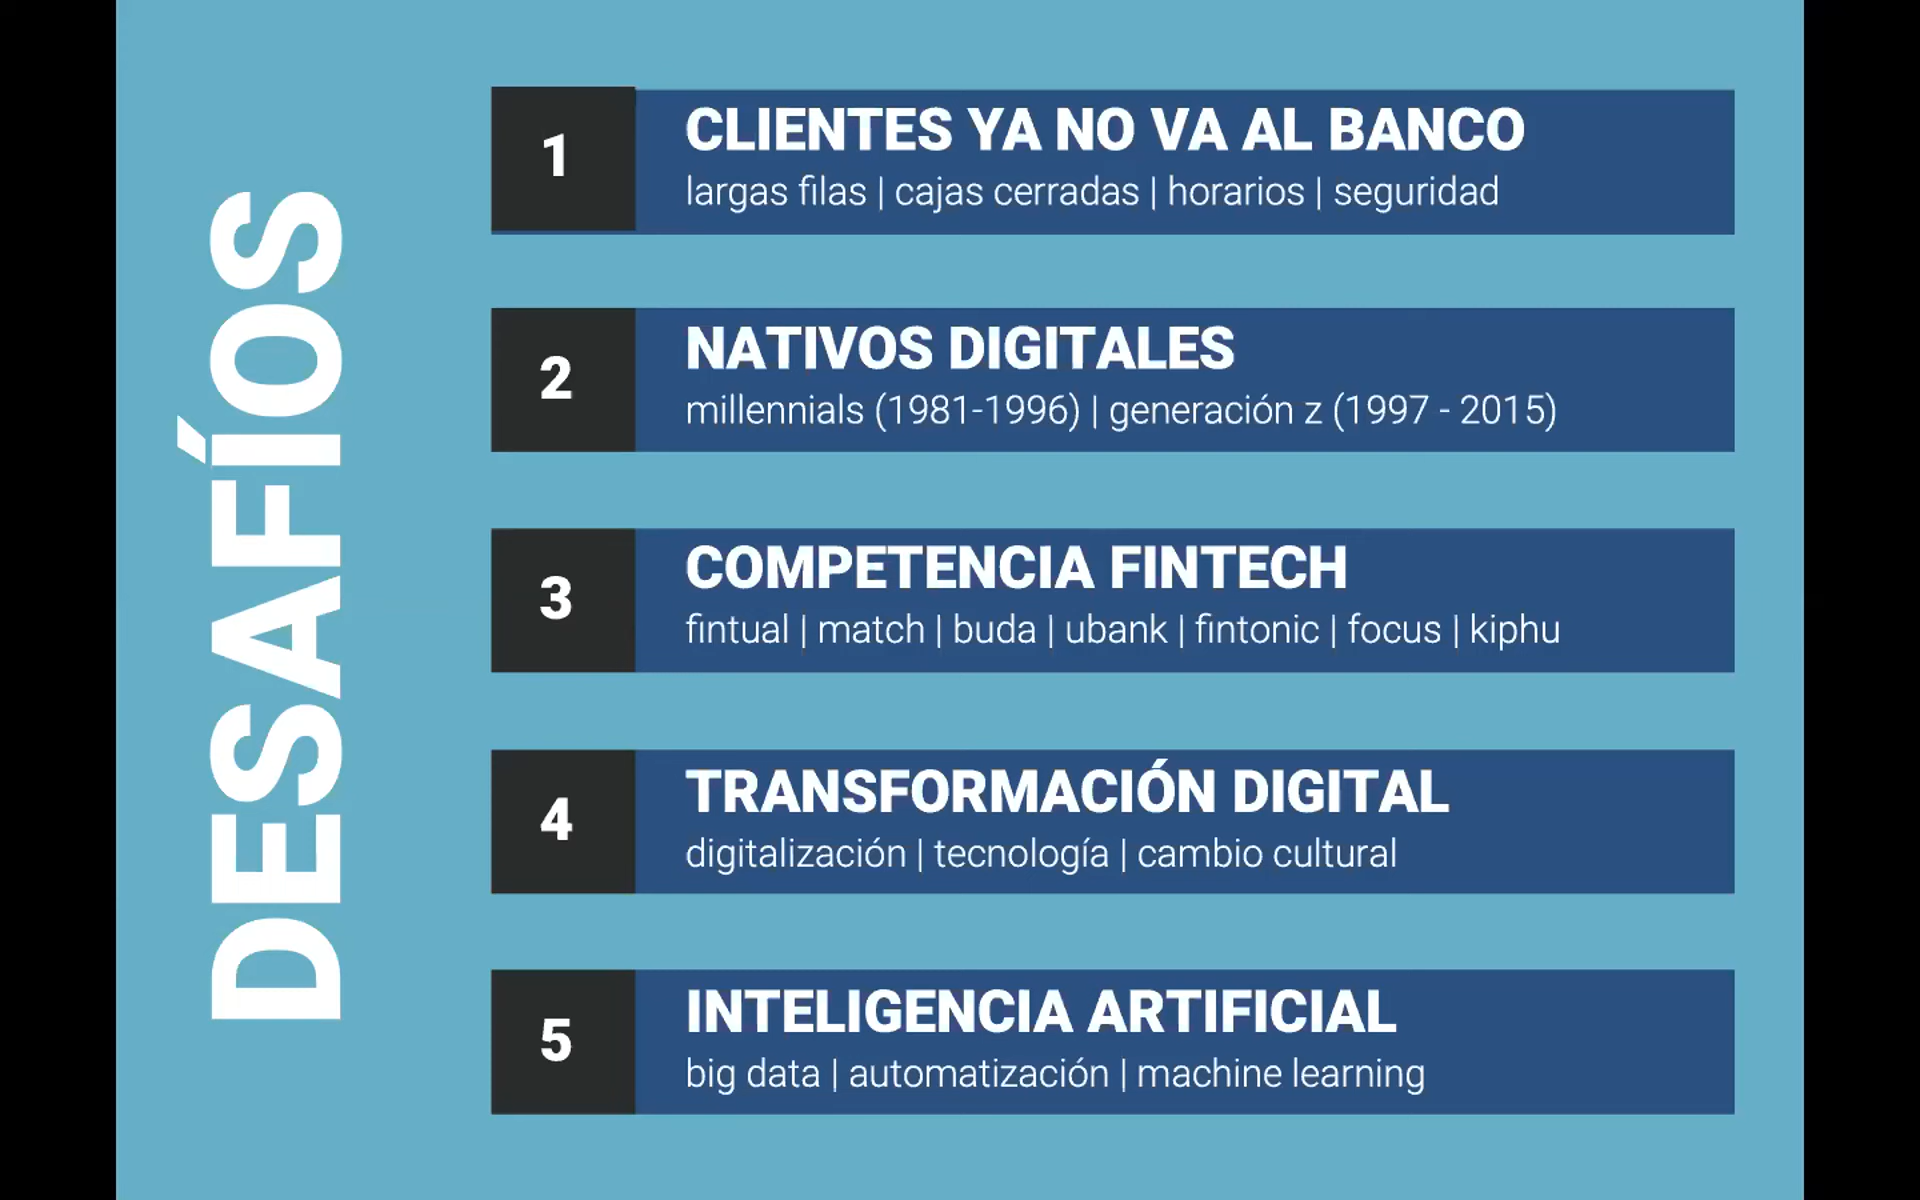 DESAFÍOS
1
CLIENTES YA NO VA AL BANCO
largas filas | cajas cerradas | horarios | seguridad
2
NATIVOS DIGITALES
millennials (1981-1996) | generación z (1997 - 2015)
3
COMPETENCIA FINTECH
fintual | match | buda | ubank | fintonic | focus | kiphu
4
TRANSFORMACIÓN DIGITAL
digitalización | tecnología | cambio cultural
5
INTELIGENCIA ARTIFICIAL
big data | automatización | machine learning